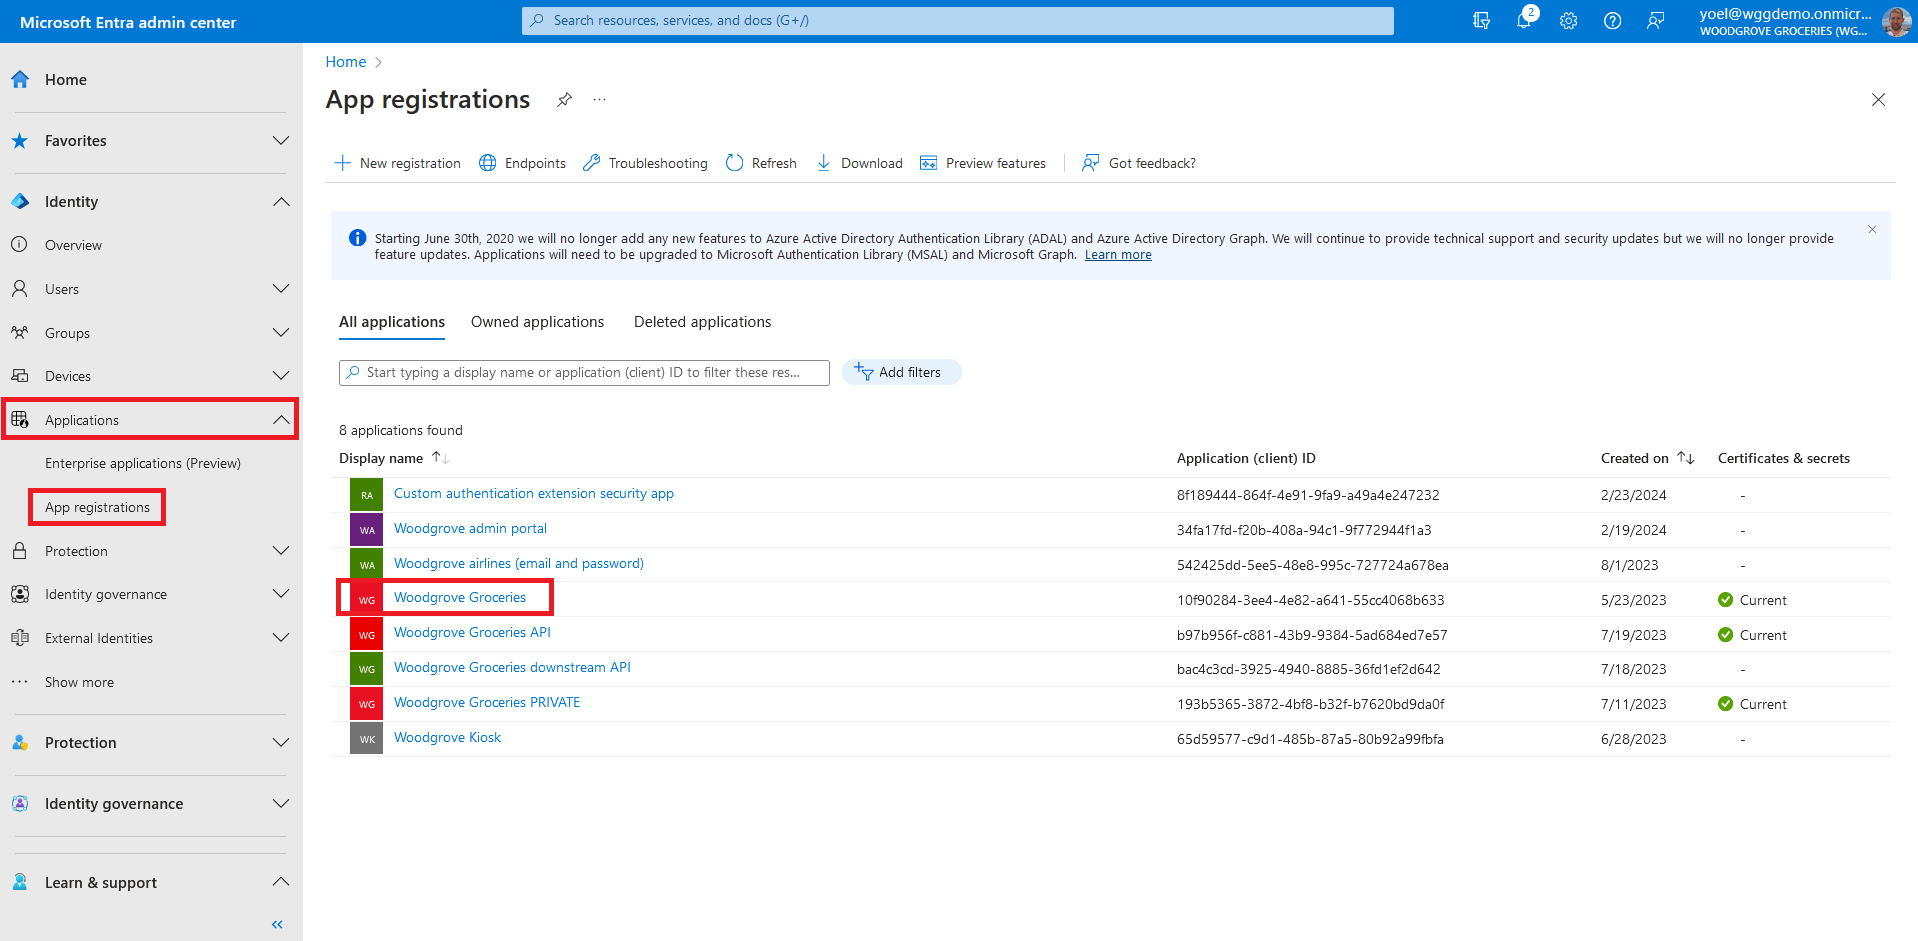 Microsoft Entra admin center
Search resources, services, and docs (G+/)
2
yoel@wggdemo.onmicr...
WOODGROVE GROCERIES (WG...
Home
Favorites
Identity
Overview
Users
Groups
Devices
Applications
Enterprise applications (Preview)
App registrations
Protection
Identity governance
External Identities
Show more
Protection
Identity governance
Learn & support
Home
App registrations
New registration
Endpoints
Troubleshooting
Refresh
Download
Preview features
Got feedback?
Starting June 30th, 2020 we will no longer add any new features to Azure Active Directory Authentication Library (ADAL) and Azure Active Directory Graph. We will continue to provide technical support and security updates but we will no longer provide
feature updates. Applications will need to be upgraded to Microsoft Authentication Library (MSAL) and Microsoft Graph. Learn more
All applications Owned applications Deleted applications
Start typing a display name or application (client) ID to filter these res...
Add filters
8 applications found
Display name Application (client) ID Created on Certificates & secrets
RA Custom authentication extension security app 8f189444-864f-4e91-9fa9-a49a4e247232 2/23/2024 -
WA Woodgrove admin portal 34fa17fd-f20b-408a-94c1-9f772944f1a3 2/19/2024 -
WA Woodgrove airlines (email and password) 542425dd-5ee5-48e8-995c-727724a678ea 8/1/2023 -
WG Woodgrove Groceries 10f90284-3ee4-4e82-a641-55cc4068b633 5/23/2023 Current
WG Woodgrove Groceries API b97b956f-c881-43b9-9384-5ad684ed7e57 7/19/2023 Current
WG Woodgrove Groceries downstream API bac4c3cd-3925-4940-8885-36fd1ef2d642 7/18/2023 -
WG Woodgrove Groceries PRIVATE 193b5365-3872-4bf8-b32f-b7620bd9da0f 7/11/2023 Current
WK Woodgrove Kiosk 65d59577-c9d1-485b-87a5-80b92a99fbfa 6/28/2023 -